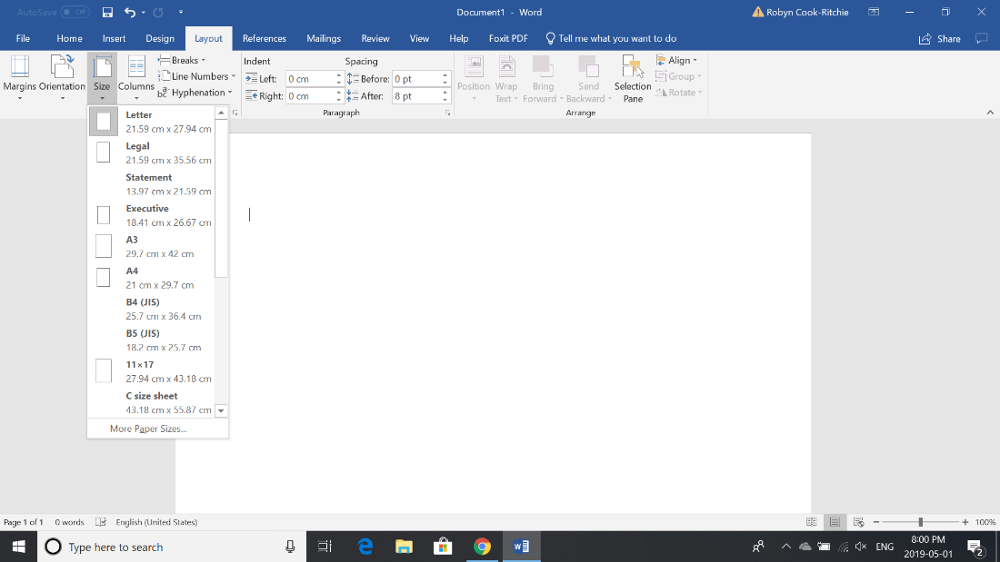 AutoSave Off
Document1 - Word
Robyn Cook-Ritchie
File Home Insert Design Layout References Mailings Review View Help Foxit PDF Tell me what you want to do Share
Margins Orientation Size Columns
Breaks
Line Numbers
Hyphenation
Indent
Left: 0 cm
Right: 0 cm
Spacing
Before: 0 pt
After: 8 pt
Paragraph
Position
Wrap Text
Bring Forward
Send Backward
Selection Pane
Align
Group
Rotate
Arrange
Letter
21.59 cm x 27.94 cm
Legal
21.59 cm x 35.56 cm
Statement
13.97 cm x 21.59 cm
Executive
18.41 cm x 26.67 cm
A3
29.7 cm x 42 cm
A4
21 cm x 29.7 cm
B4 (JIS)
25.7 cm x 36.4 cm
B5 (JIS)
18.2 cm x 25.7 cm
11×17
27.94 cm x 43.18 cm
C size sheet
43.18 cm x 55.87 cm
More Paper Sizes...
Page 1 of 1 0 words English (United States) 100%
Type here to search
ENG
8:00 PM
2019-05-01
2